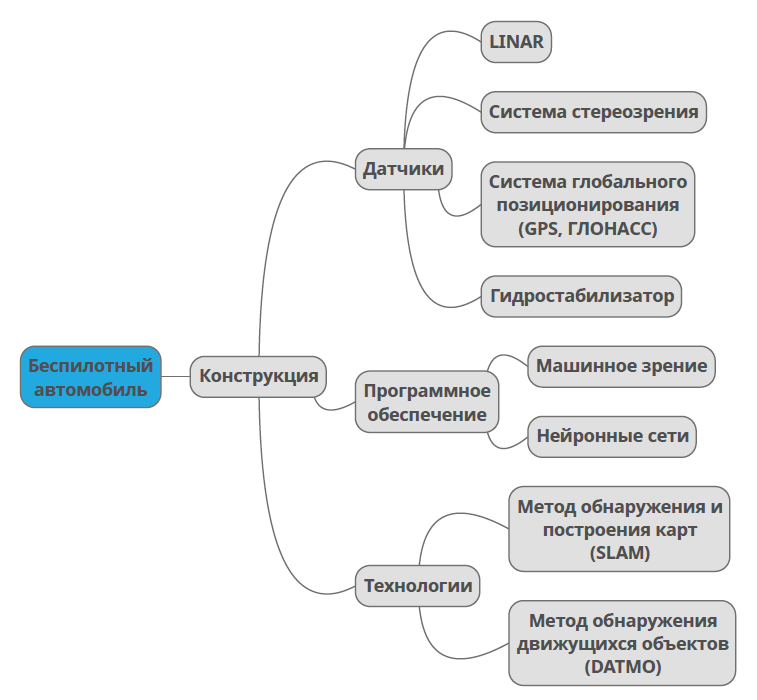 LINAR
Система стереозрения
Датчики
Система глобального
позиционирования
(GPS, ГЛОНАСС)
Гидростабилизатор
Беспилотный
автомобиль
Конструкция
Программное
обеспечение
Машинное зрение
Нейронные сети
Технологии
Метод обнаружения и
построения карт
(SLAM)
Метод обнаружения
движущихся объектов
(DATMO)